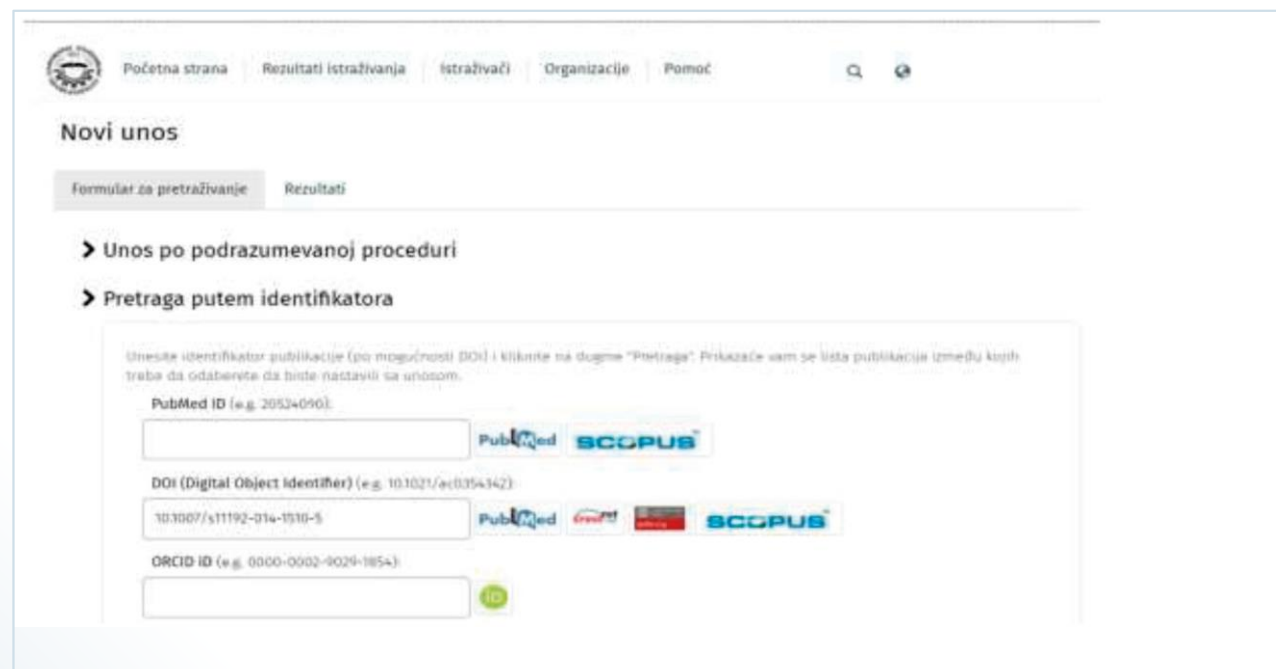 Početna strana Rezultati istraživanja Istraživači Organizacije Pomoć
Novi unos
Formular za pretraživanje Rezultati
Unos po podrazumevanoj proceduri
Pretraga putem identifikatora
Unesite identifikator publikacije (po mogućnosti DOI) i kliknite na dugme "Pretraga". Prikazaće vam se lista publikacija između kojih
treba da odaberete da biste nastavili sa unosom.
PubMed ID (e.g. 20524090):
PubMed SCOPUS
DOI (Digital Object Identifier) (e.g. 10.1021/ac0354342):
10.1007/s11192-014-1510-5 PubMed Crossref SCOPUS
ORCID iD (e.g. 0000-0002-9029-1854):
iD